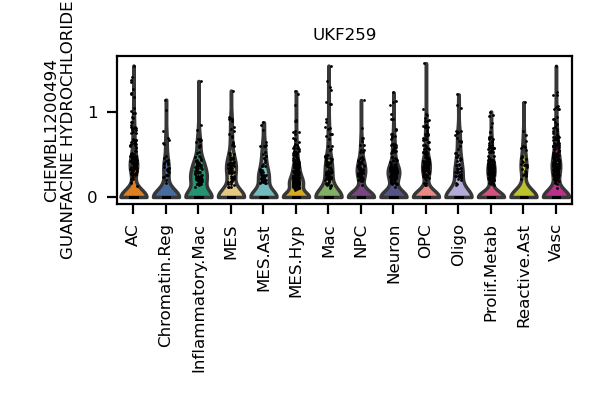 UKF259
CHEMBL1200494
GUANFACINE HYDROCHLORIDE
1
0
AC
Chromatin.Reg
Inflammatory.Mac
MES
MES.Ast
MES.Hyp
Mac
NPC
Neuron
OPC
Oligo
Prolif.Metab
Reactive.Ast
Vasc